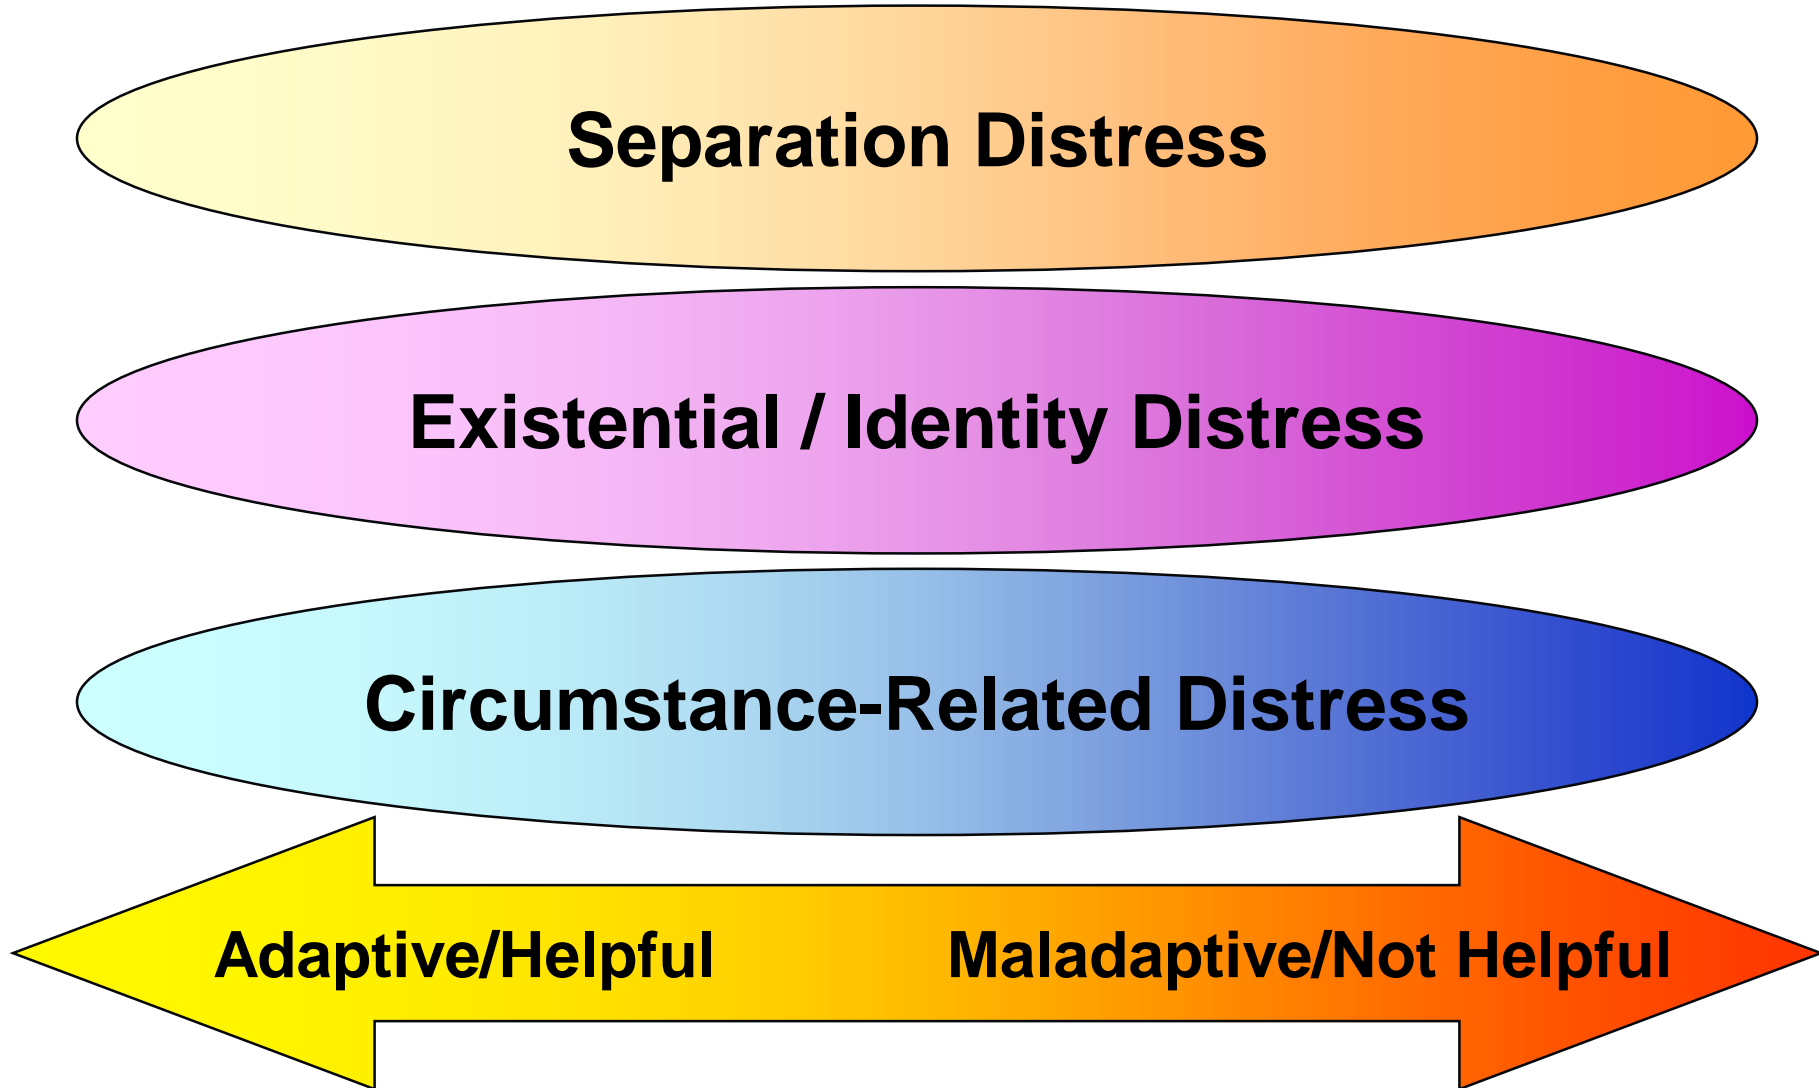 Separation Distress
Existential / Identity Distress
Circumstance-Related Distress
Adaptive/Helpful
Maladaptive/Not Helpful